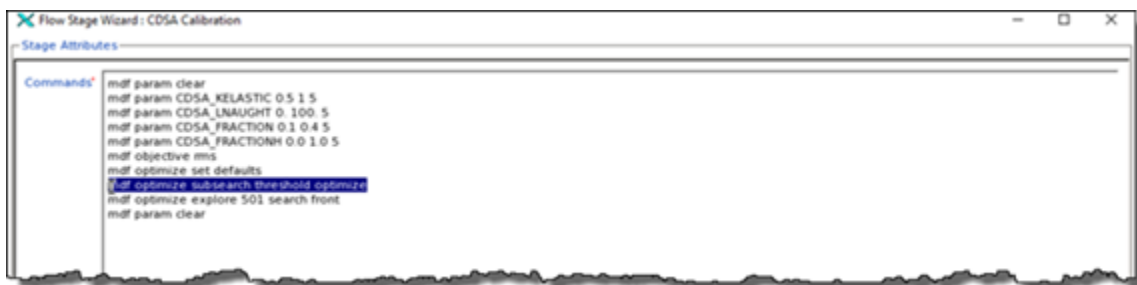 Flow Stage Wizard : CDSA Calibration
Stage Attributes
Commands*
mdf param clear
mdf param CDSA_KELASTIC 0.5 1 5
mdf param CDSA_LNAUGHT 0. 100. 5
mdf param CDSA_FRACTION 0.1 0.4 5
mdf param CDSA_FRACTIONH 0.0 1.0 5
mdf objective rms
mdf optimize set defaults
mdf optimize subsearch threshold optimize
mdf optimize explore 501 search front
mdf param clear